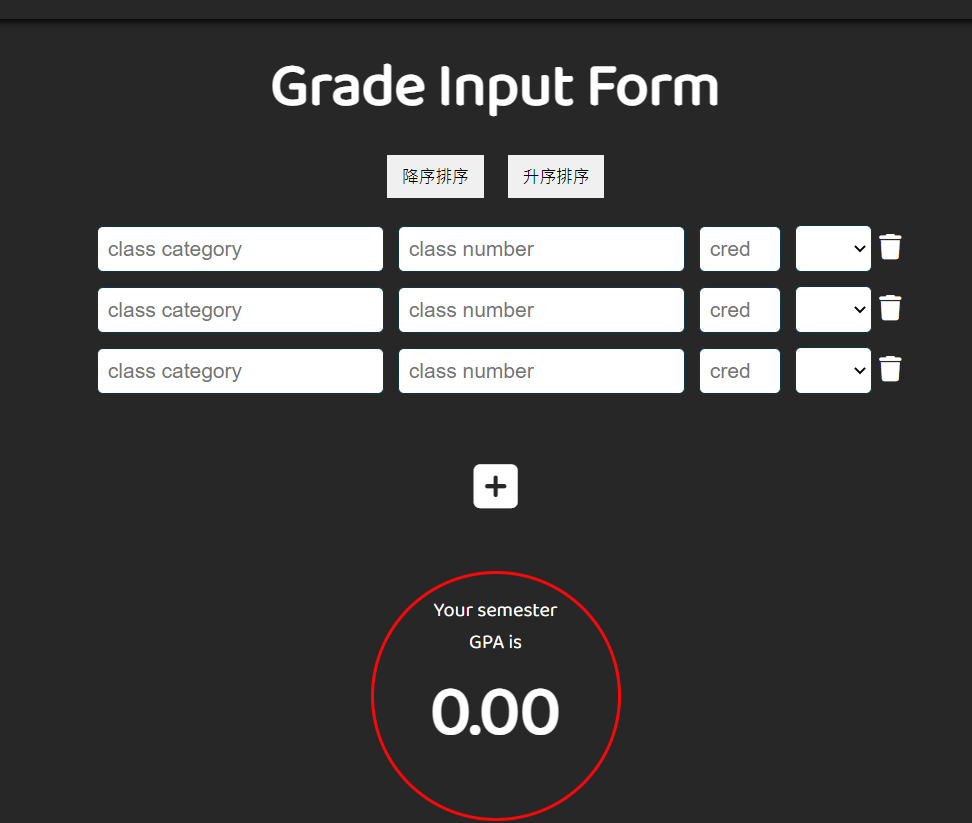 Grade Input Form
降序排序 升序排序
class category class number cred
class category class number cred
class category class number cred
Your semester
GPA is
0.00